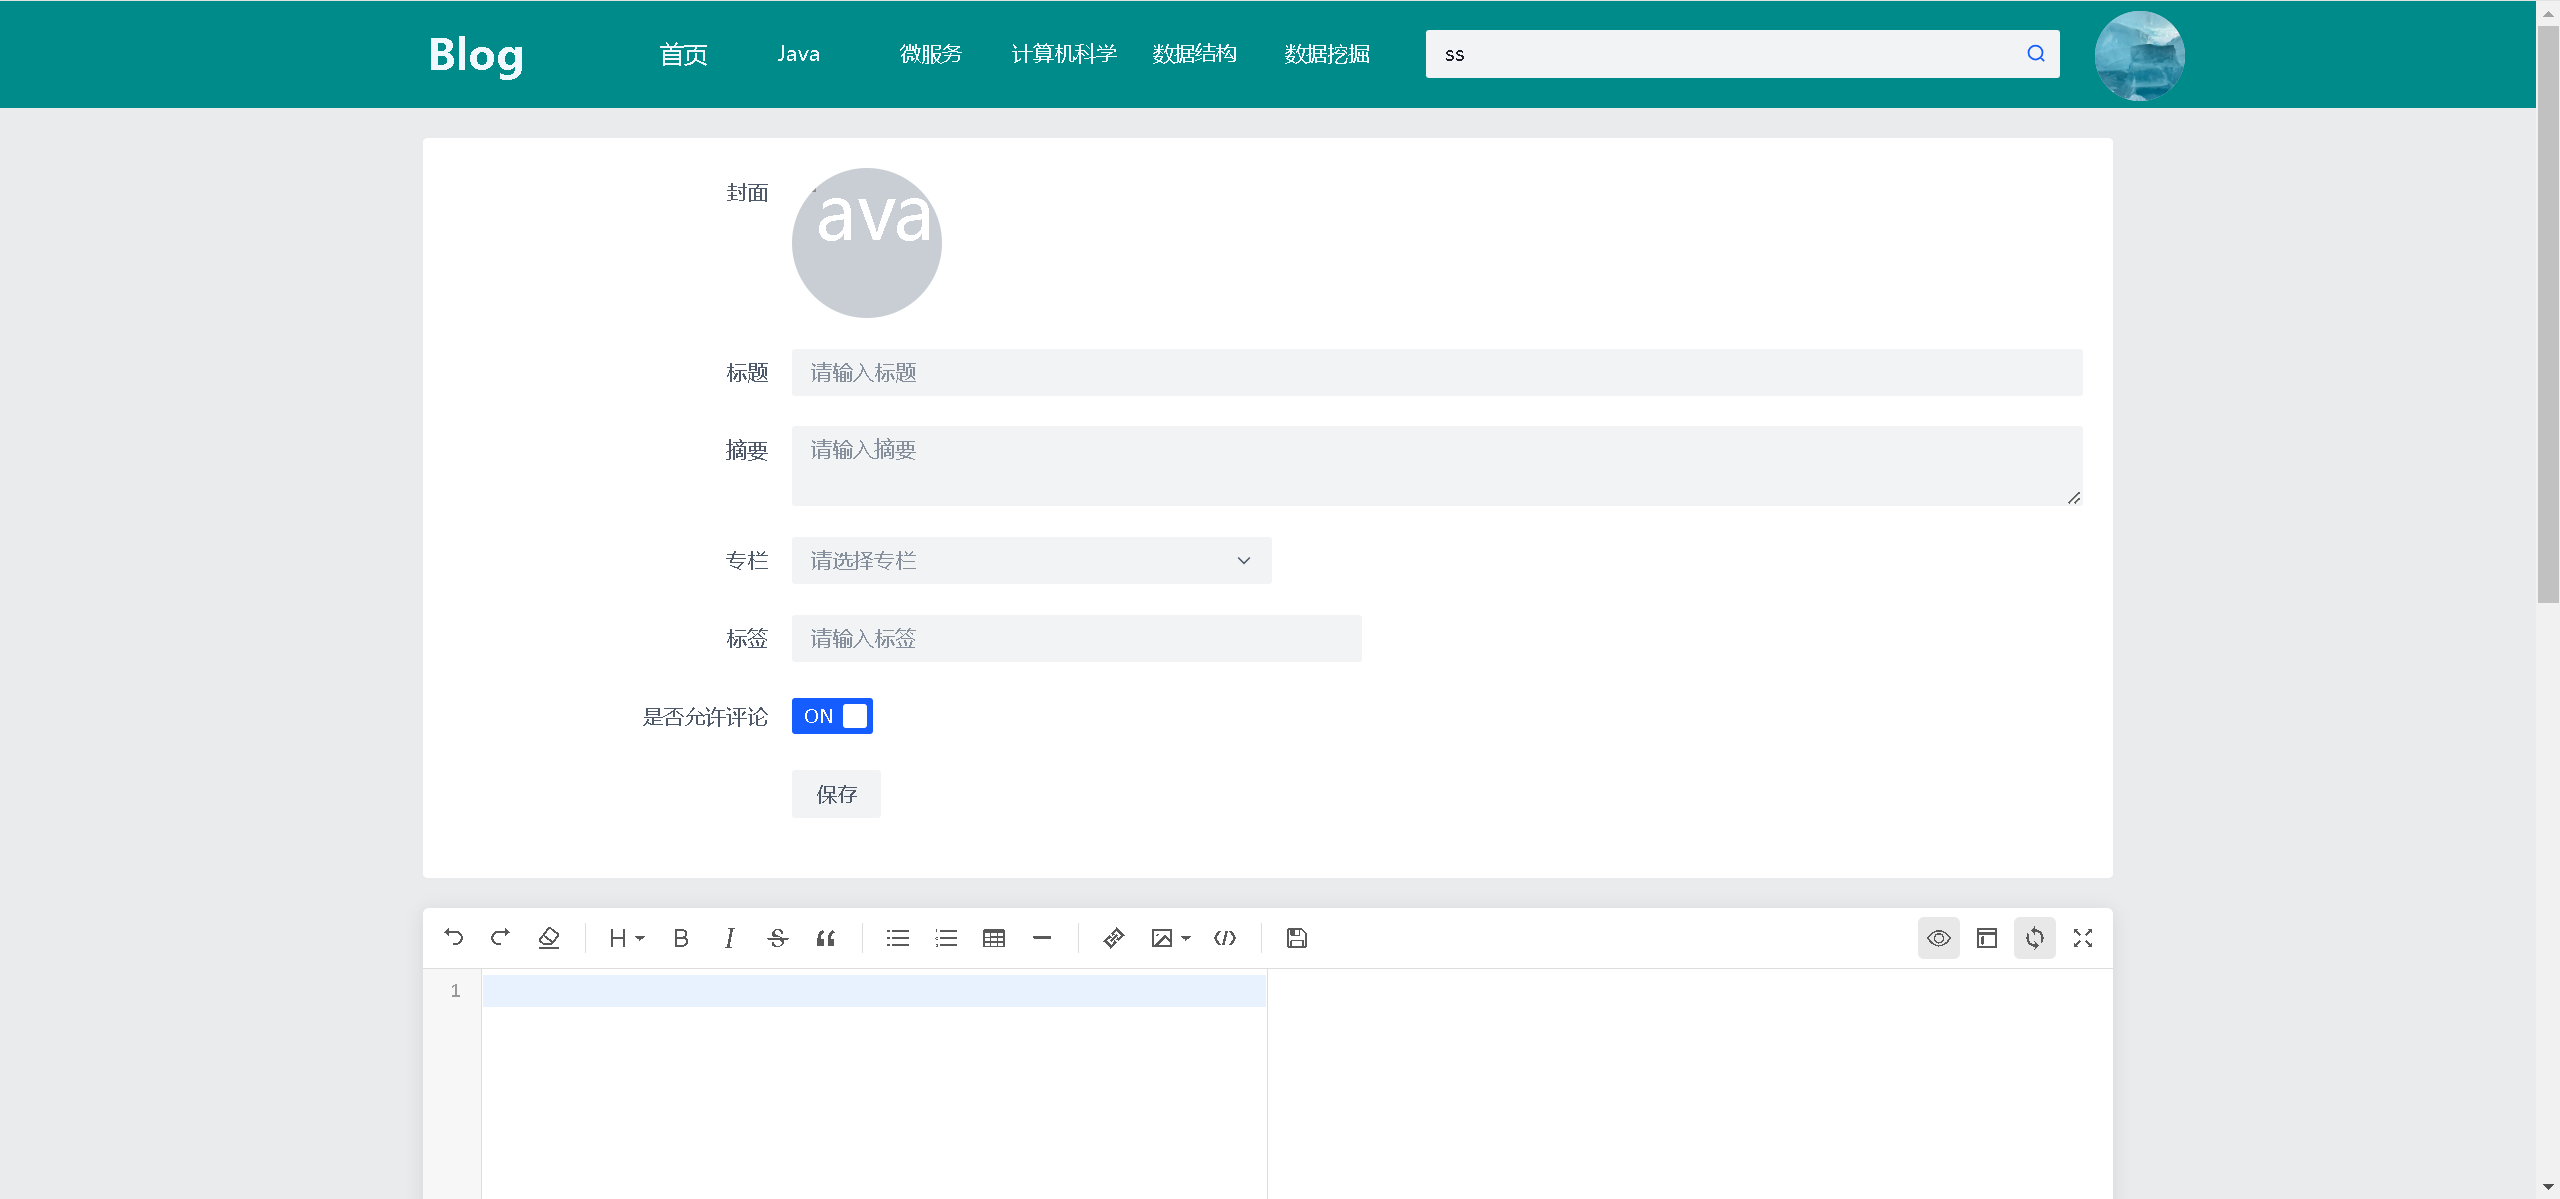 Blog 首页 Java 微服务 计算机科学 数据结构 数据挖掘 ss
封面
ava
标题 请输入标题
摘要 请输入摘要
专栏 请选择专栏
标签 请输入标签
是否允许评论 ON
保存
H B I S
1